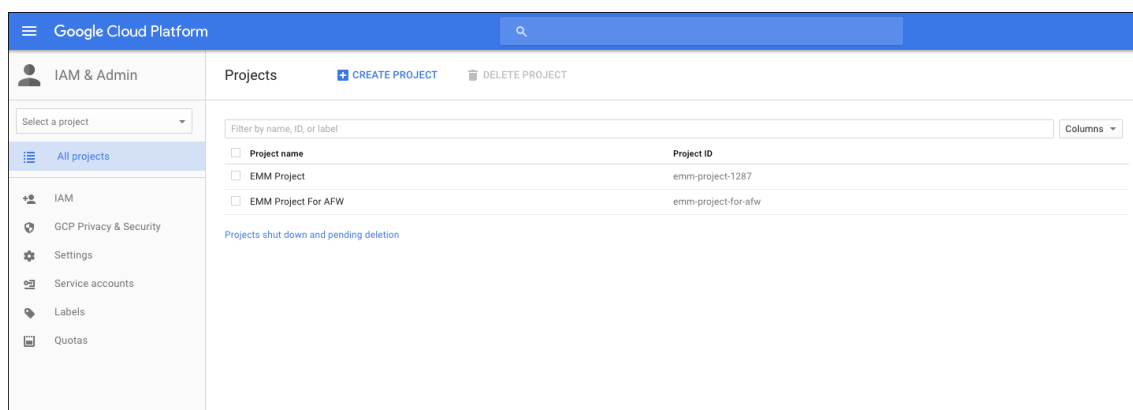 Google Cloud Platform
IAM & Admin
Projects CREATE PROJECT DELETE PROJECT
Select a project
All projects
IAM
GCP Privacy & Security
Settings
Service accounts
Labels
Quotas
Filter by name, ID, or label Columns
Project name Project ID
EMM Project emm-project-1287
EMM Project For AFW emm-project-for-afw
Projects shut down and pending deletion